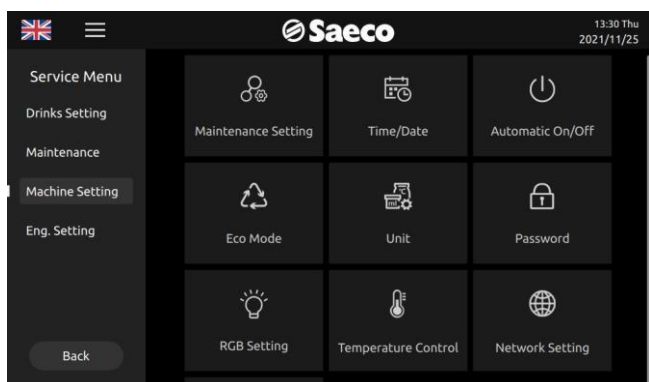 Saeco
13:30 Thu
2021/11/25
Service Menu
Drinks Setting
Maintenance
Machine Setting
Eng. Setting
Back
Maintenance Setting
Time/Date
Automatic On/Off
Eco Mode
Unit
Password
RGB Setting
Temperature Control
Network Setting